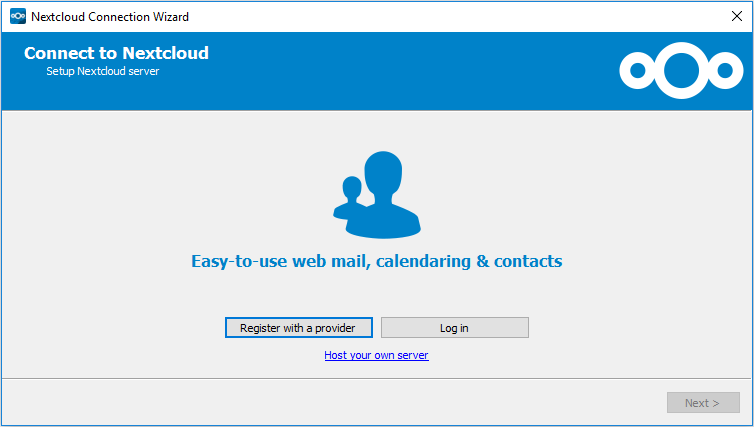 Nextcloud Connection Wizard
Connect to Nextcloud
Setup Nextcloud server
Easy-to-use web mail, calendaring & contacts
Register with a provider
Log in
Host your own server
Next >